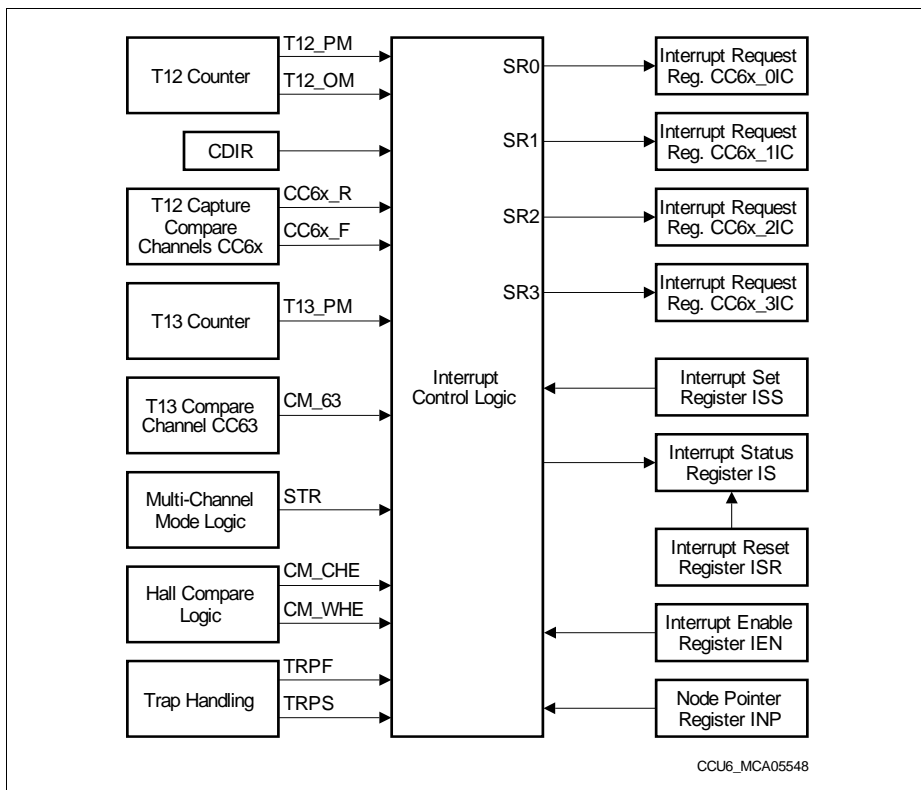 T12 Counter
T12_PM
T12_OM
CDIR
T12 Capture
Compare
Channels CC6x
CC6x_R
CC6x_F
T13 Counter
T13_PM
T13 Compare
Channel CC63
CM_63
Multi-Channel
Mode Logic
STR
Hall Compare
Logic
CM_CHE
CM_WHE
Trap Handling
TRPF
TRPS
Interrupt
Control Logic
SR0
SR1
SR2
SR3
Interrupt Request
Reg. CC6x_0IC
Interrupt Request
Reg. CC6x_1IC
Interrupt Request
Reg. CC6x_2IC
Interrupt Request
Reg. CC6x_3IC
Interrupt Set
Register ISS
Interrupt Status
Register IS
Interrupt Reset
Register ISR
Interrupt Enable
Register IEN
Node Pointer
Register INP
CCU6_MCA05548